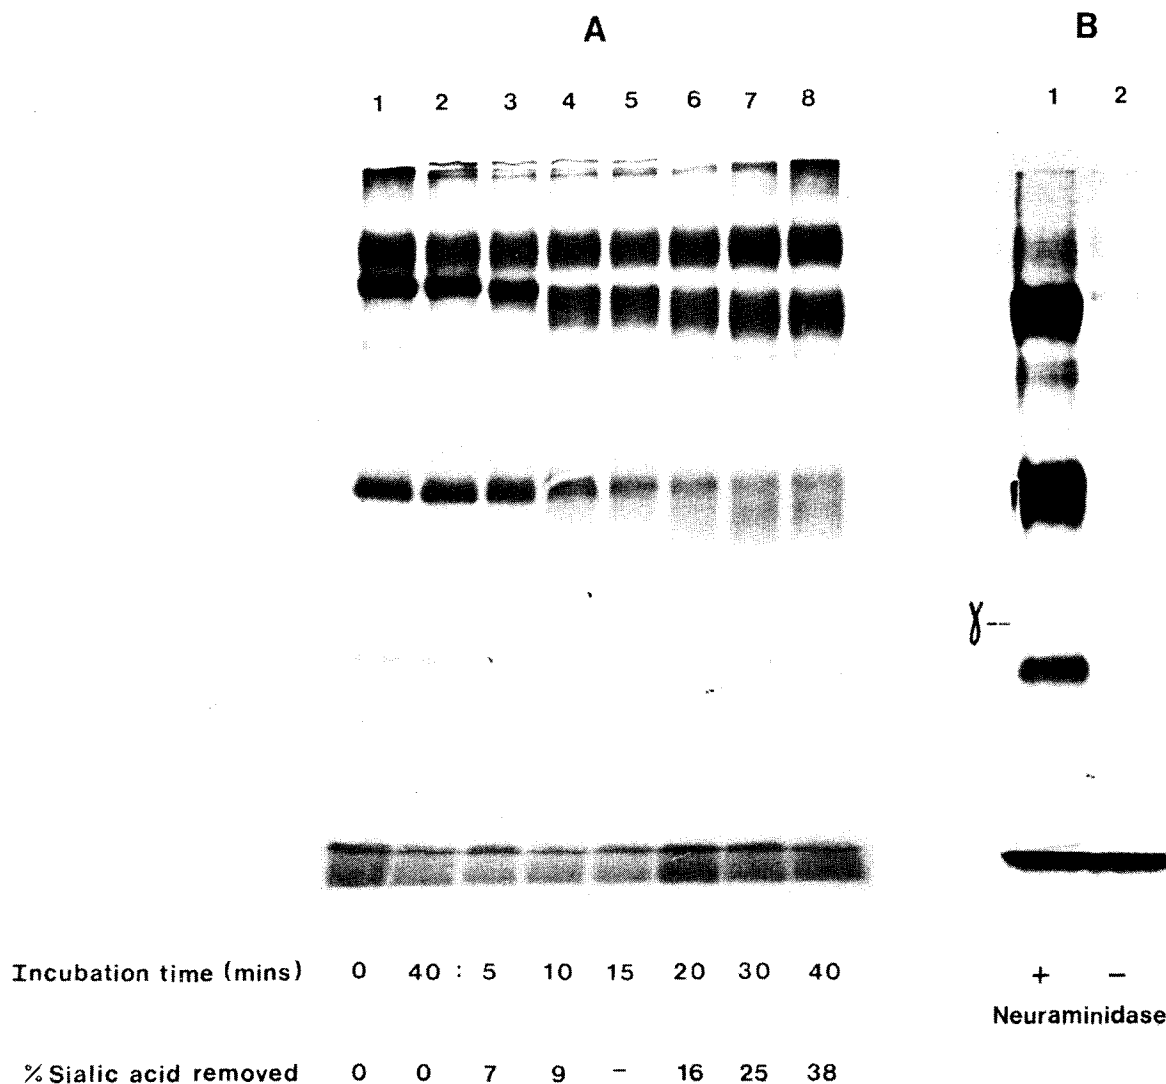 A B
1 2 3 4 5 6 7 8 1 2
γ--
Incubation time (mins) 0 40 : 5 10 15 20 30 40 + -
Neuraminidase
% Sialic acid removed 0 0 7 9 - 16 25 38